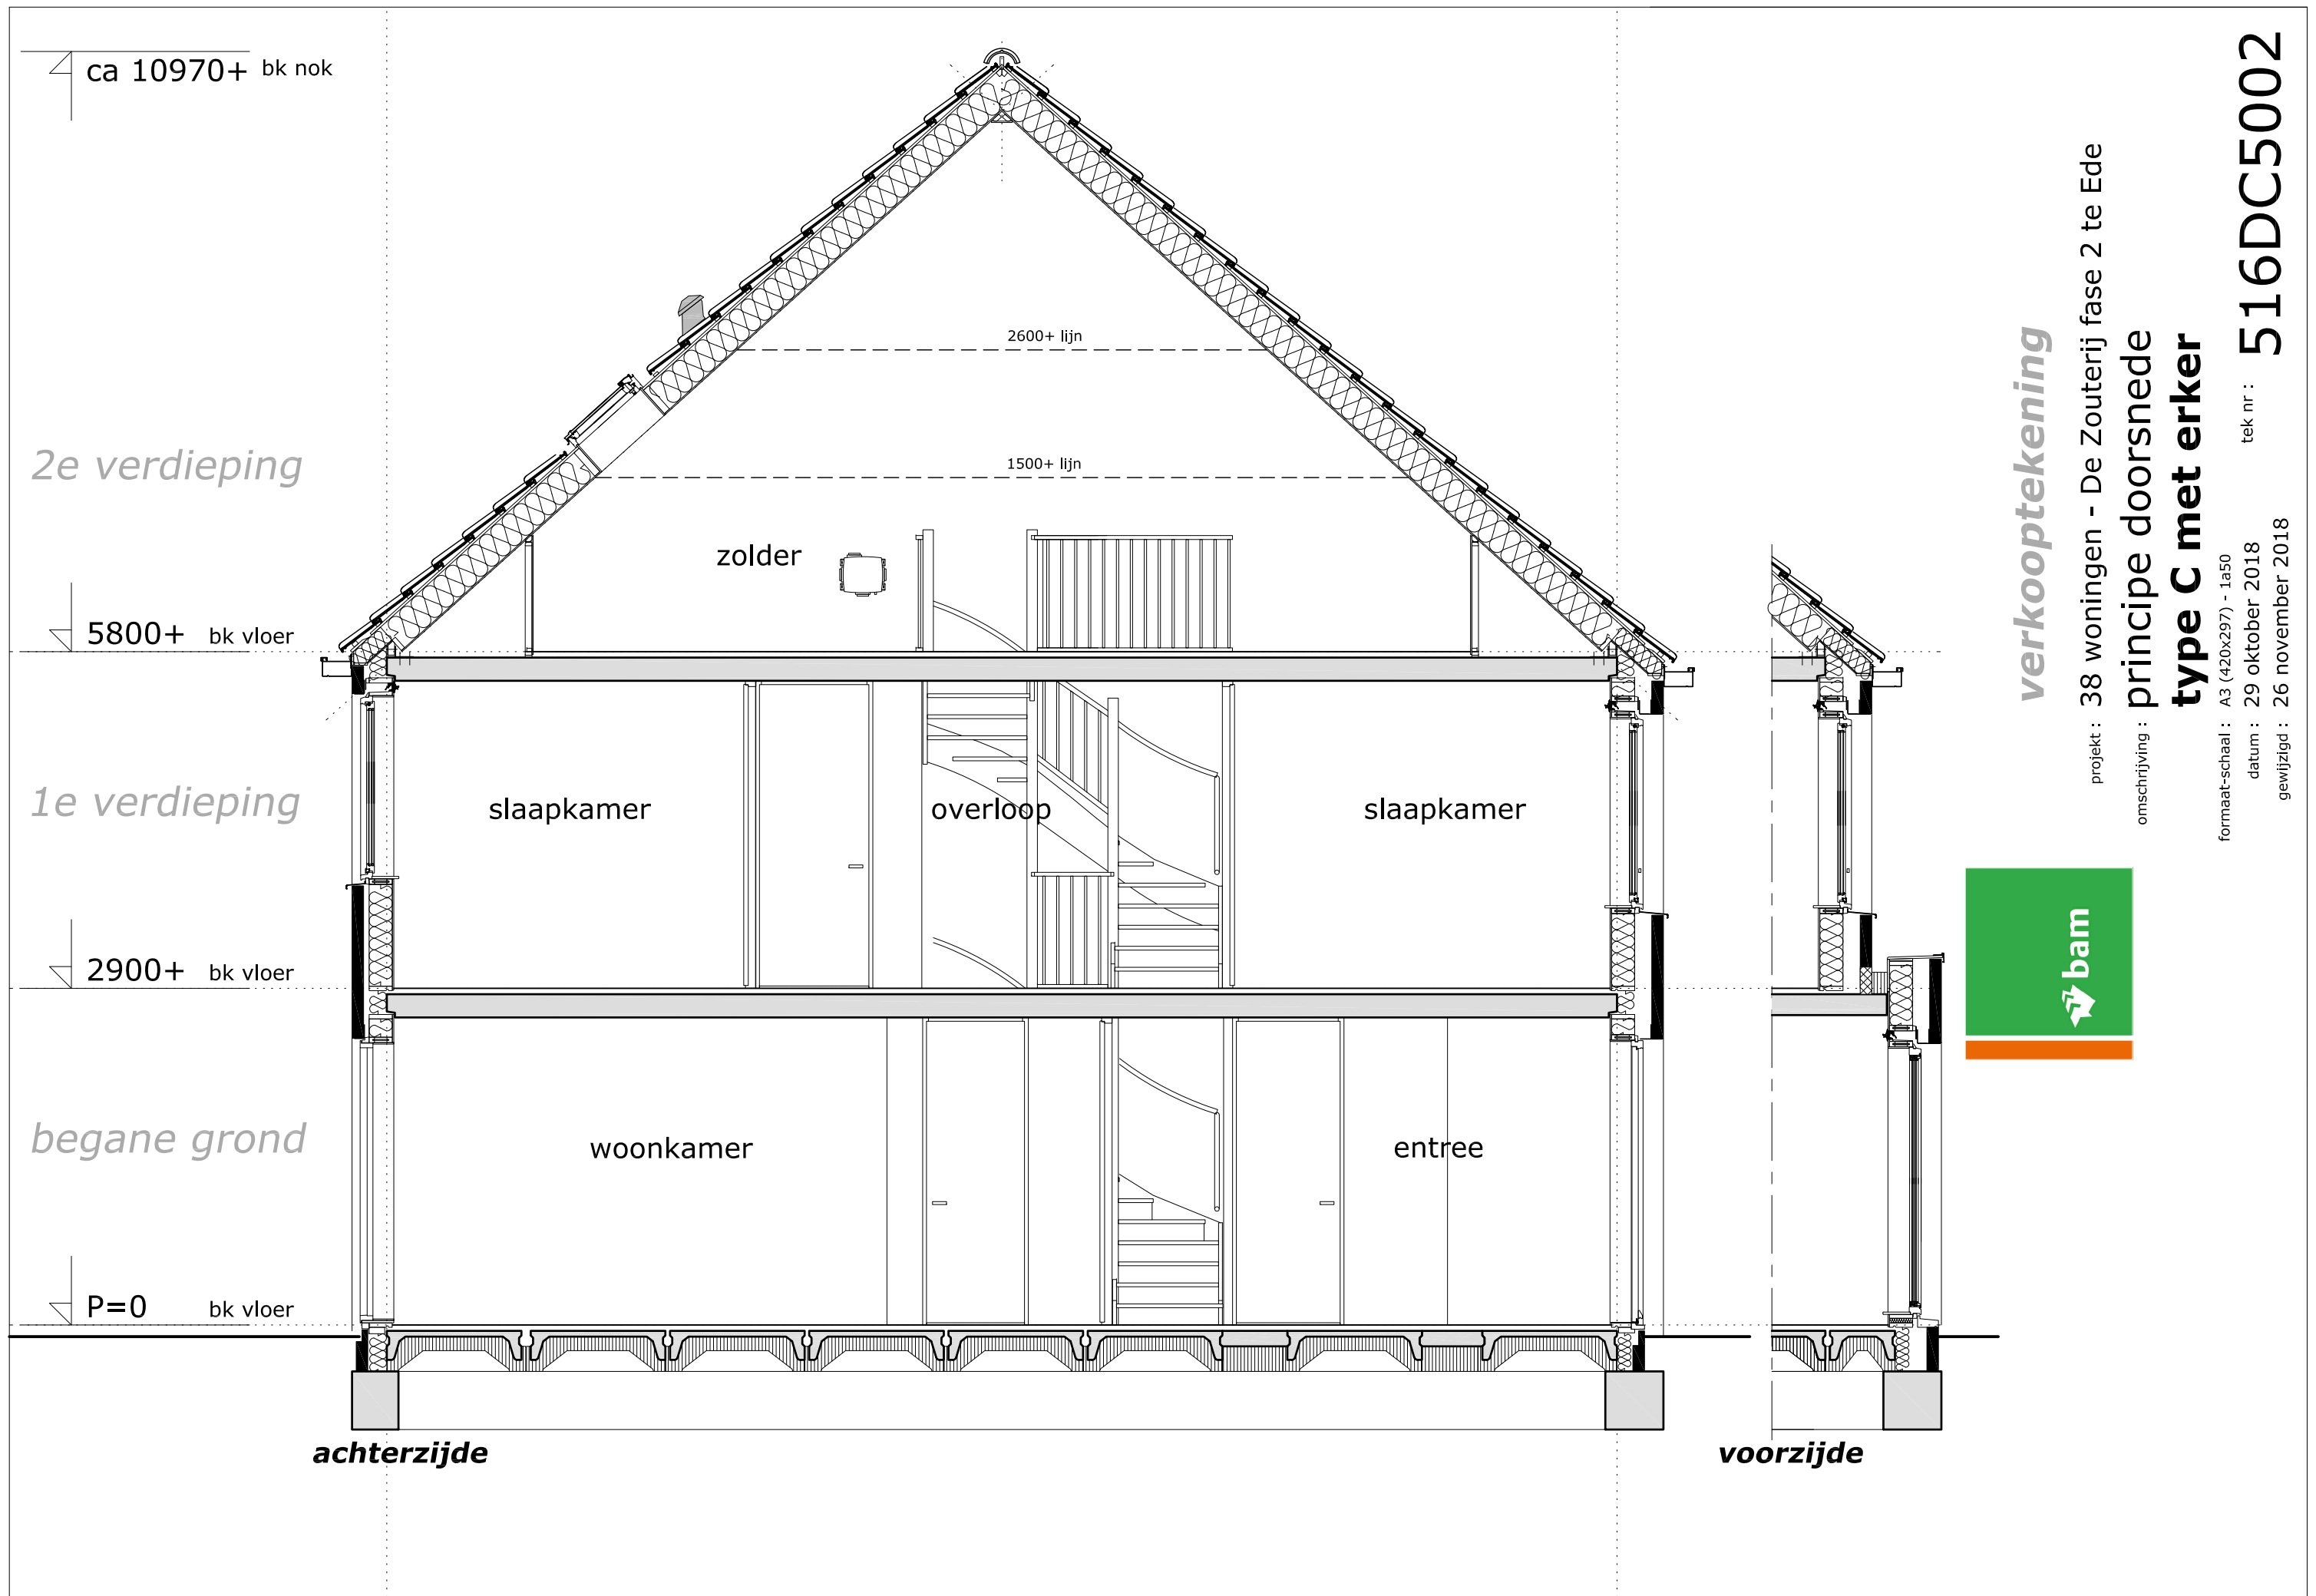 ca 10970+ bk nok
2600+ lijn
2e verdieping
1500+ lijn
zolder
5800+ bk vloer
1e verdieping
slaapkamer
overloop
slaapkamer
2900+ bk vloer
begane grond
woonkamer
entree
P=0 bk vloer
achterzijde
voorzijde
verkooptekening
projekt : 38 woningen - De Zouterij fase 2 te Ede
omschrijving : principe doorsnede
type C met erker
formaat-schaal : A3 (420x297) - 1a50
datum : 29 oktober 2018
gewijzigd : 26 november 2018
tek nr : 516DC5002
bam